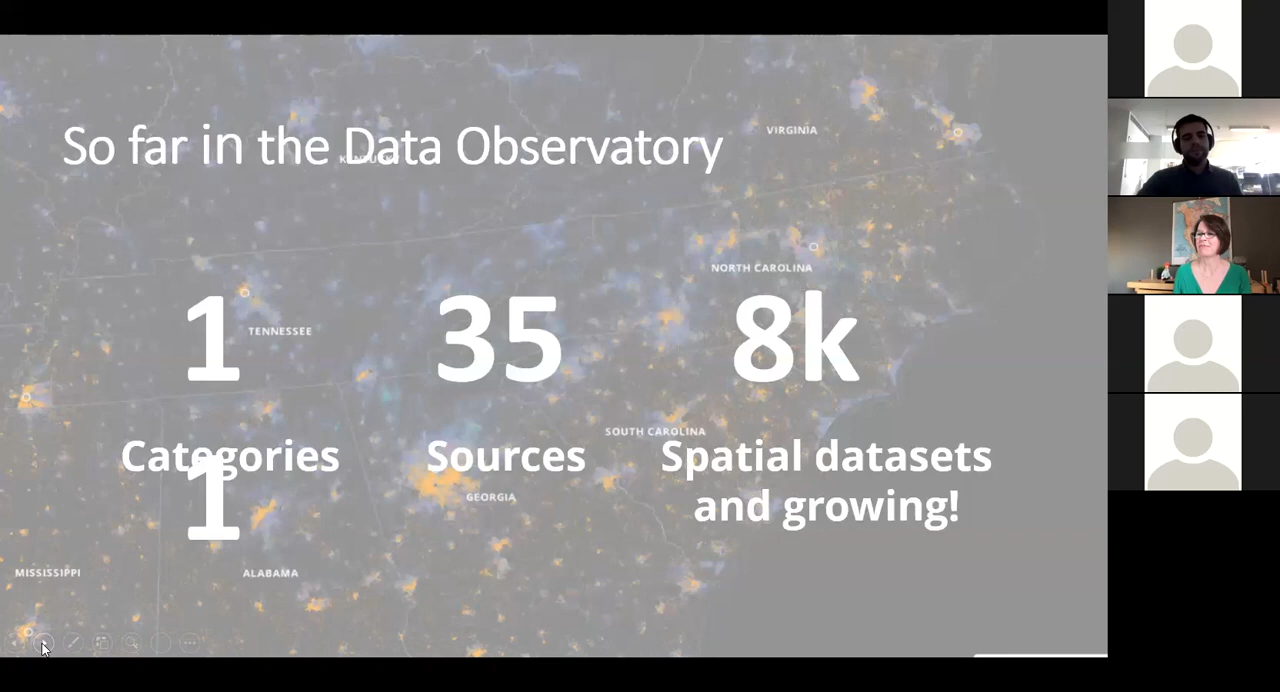 VIRGINIA
So far in the Data Observatory
KENTUCKY
NORTH CAROLINA
1
35
8k
TENNESSEE
SOUTH CAROLINA
Categories
Sources
Spatial datasets
1
GEORGIA
and growing!
MISSISSIPPI
ALABAMA